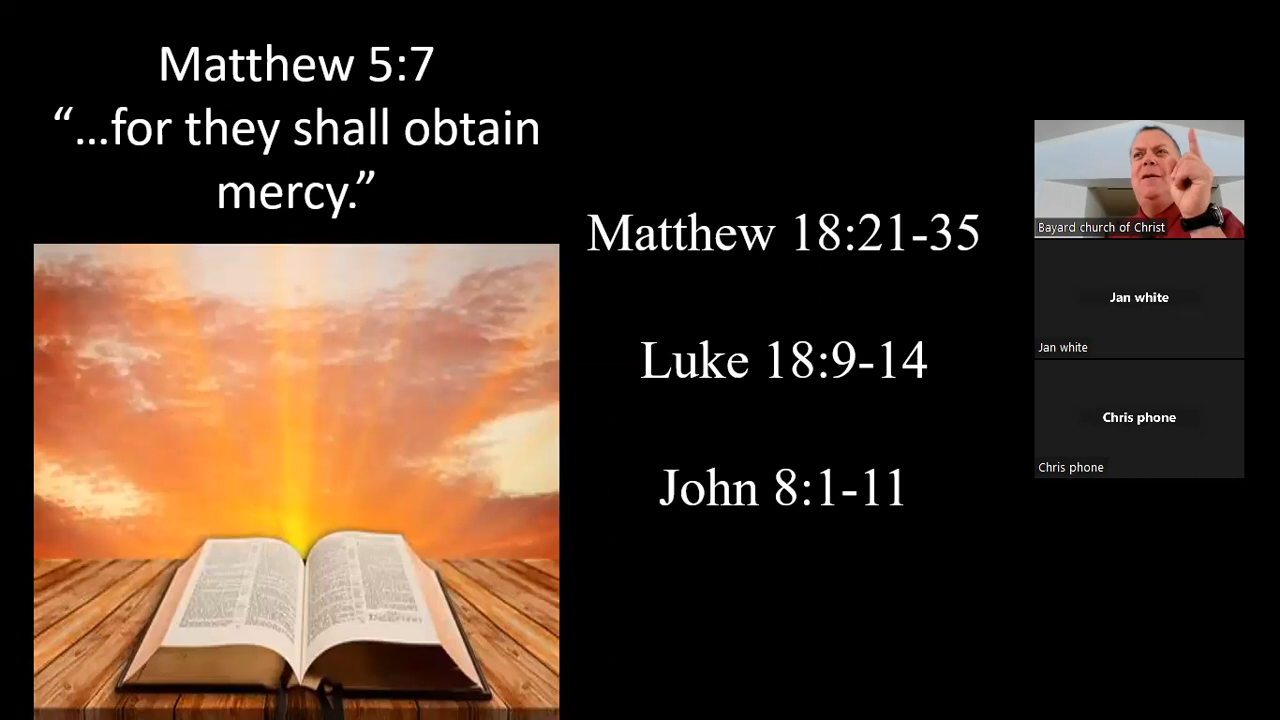 Matthew 5:7
“…for they shall obtain
mercy.”
Matthew 18:21-35
Luke 18:9-14
John 8:1-11
Bayard church of Christ
Jan white
Jan white
Chris phone
Chris phone